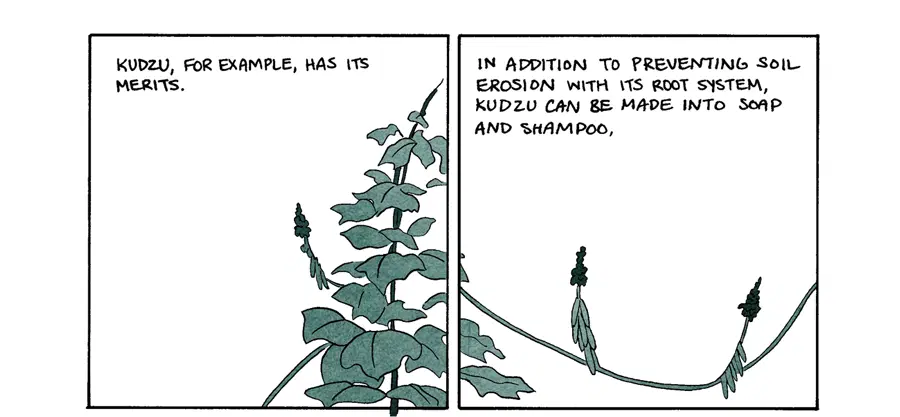 KUDZU, FOR EXAMPLE, HAS ITS
MERITS.
IN ADDITION TO PREVENTING SOIL
EROSION WITH ITS ROOT SYSTEM,
KUDZU CAN BE MADE INTO SOAP
AND SHAMPOO,